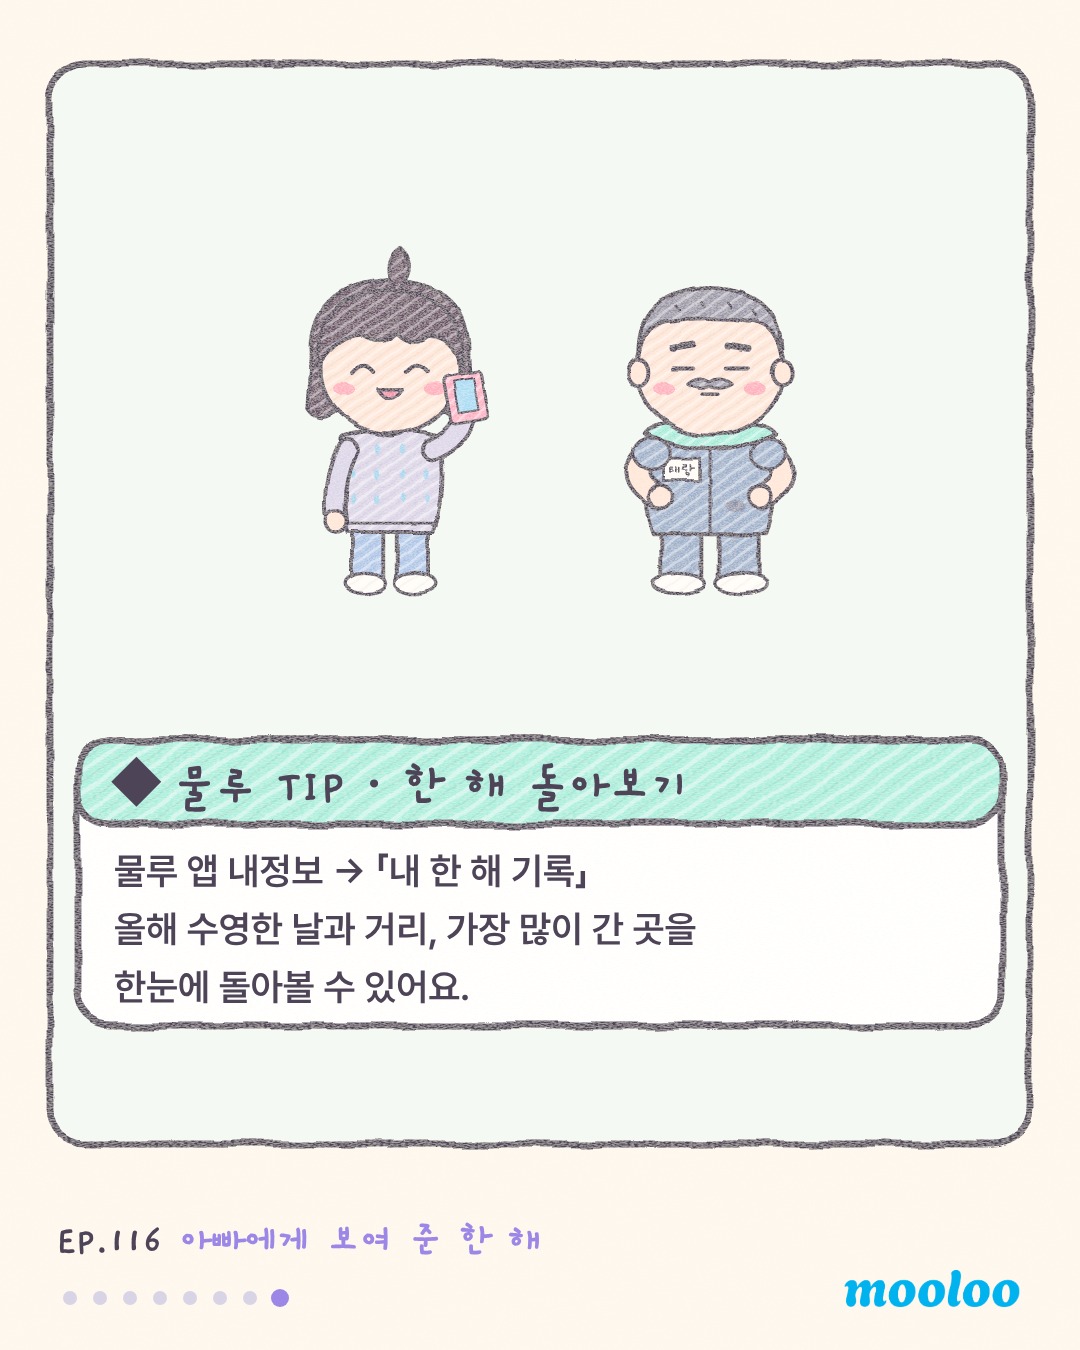 태랑
◆ 물루 TIP · 한 해 돌아보기
물루 앱 내정보 → 「내 한 해 기록」
올해 수영한 날과 거리, 가장 많이 간 곳을
한눈에 돌아볼 수 있어요.
EP.116 아빠에게 보여 준 한 해
mooloo